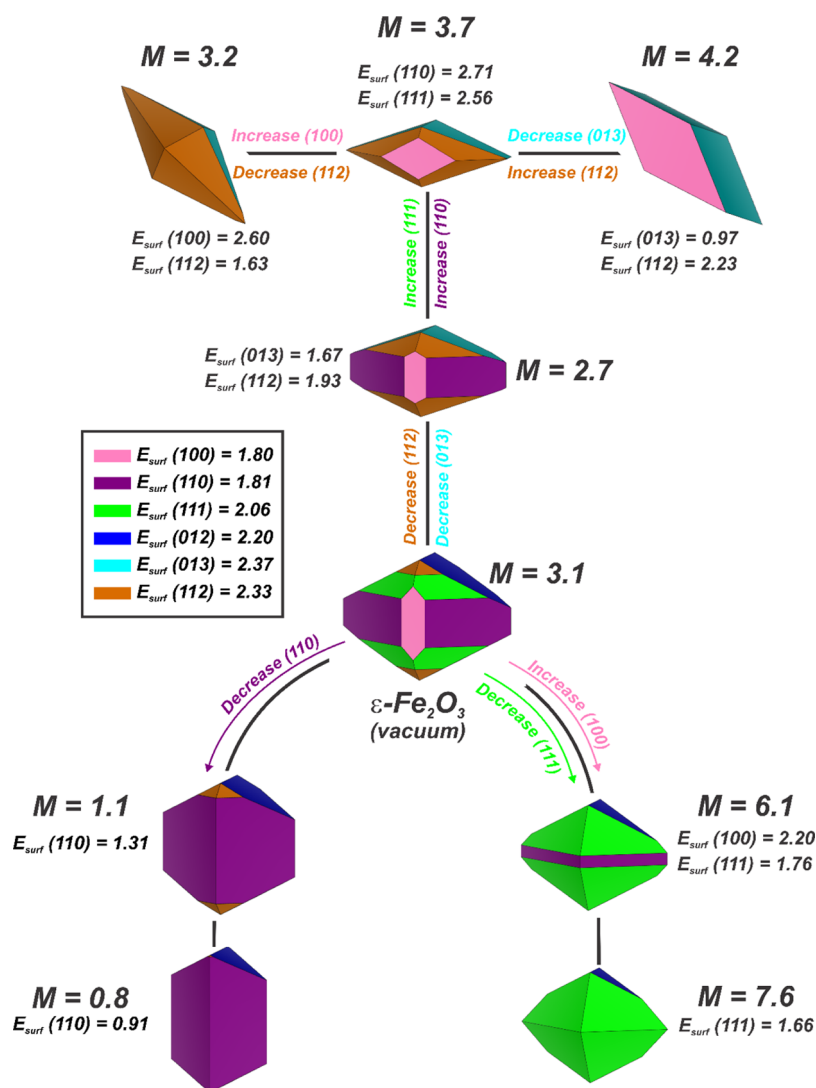 M = 3.7
M = 3.2
M = 4.2
E_surf (110) = 2.71
E_surf (111) = 2.56
Increase (100)
Decrease (112)
Decrease (013)
Increase (112)
E_surf (100) = 2.60
E_surf (112) = 1.63
E_surf (013) = 0.97
E_surf (112) = 2.23
Increase (111)
Increase (110)
E_surf (013) = 1.67
E_surf (112) = 1.93
M = 2.7
E_surf (100) = 1.80
E_surf (110) = 1.81
E_surf (111) = 2.06
E_surf (012) = 2.20
E_surf (013) = 2.37
E_surf (112) = 2.33
Decrease (112)
Decrease (013)
M = 3.1
ε-Fe₂O₃
(vacuum)
Decrease (110)
Decrease (111)
Increase (100)
M = 1.1
E_surf (110) = 1.31
M = 6.1
E_surf (100) = 2.20
E_surf (111) = 1.76
M = 0.8
E_surf (110) = 0.91
M = 7.6
E_surf (111) = 1.66